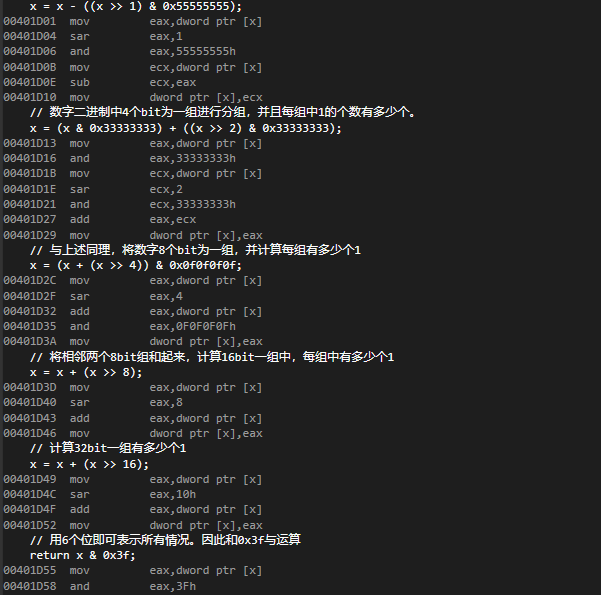 x = x - ((x >> 1) & 0x55555555);
00401D01 mov eax,dword ptr [x]
00401D04 sar eax,1
00401D06 and eax,55555555h
00401D0B mov ecx,dword ptr [x]
00401D0E sub ecx,eax
00401D10 mov dword ptr [x],ecx
// 数字二进制中4个bit为一组进行分组，并且每组中1的个数有多少个。
x = (x & 0x33333333) + ((x >> 2) & 0x33333333);
00401D13 mov eax,dword ptr [x]
00401D16 and eax,33333333h
00401D1B mov ecx,dword ptr [x]
00401D1E sar ecx,2
00401D21 and ecx,33333333h
00401D27 add eax,ecx
00401D29 mov dword ptr [x],eax
// 与上述同理，将数字8个bit为一组，并计算每组有多少个1
x = (x + (x >> 4)) & 0x0f0f0f0f;
00401D2C mov eax,dword ptr [x]
00401D2F sar eax,4
00401D32 add eax,dword ptr [x]
00401D35 and eax,0F0F0F0Fh
00401D3A mov dword ptr [x],eax
// 将相邻两个8bit组和起来，计算16bit一组中，每组中有多少个1
x = x + (x >> 8);
00401D3D mov eax,dword ptr [x]
00401D40 sar eax,8
00401D43 add eax,dword ptr [x]
00401D46 mov dword ptr [x],eax
// 计算32bit一组有多少个1
x = x + (x >> 16);
00401D49 mov eax,dword ptr [x]
00401D4C sar eax,10h
00401D4F add eax,dword ptr [x]
00401D52 mov dword ptr [x],eax
// 用6个位即可表示所有情况。因此和0x3f与运算
return x & 0x3f;
00401D55 mov eax,dword ptr [x]
00401D58 and eax,3Fh